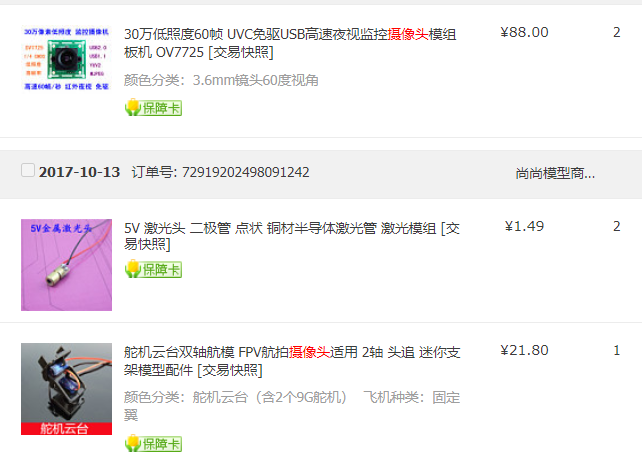 30万像素低照度 监控摄像机
OV7725
USB2.0
USB1.1
YUV2
MJPEG
高速60帧/秒 红外夜视 免驱
30万低照度60帧 UVC免驱USB高速夜视监控摄像头模组
板机 OV7725 [交易快照]
颜色分类：3.6mm镜头60度视角
保障卡
¥88.00
2
2017-10-13 订单号: 72919202498091242
尚尚模型商...
5V金属激光头
5V 激光头 二极管 点状 铜材半导体激光管 激光模组 [交
易快照]
保障卡
¥1.49
2
舵机云台
舵机云台双轴航模 FPV航拍摄像头适用 2轴 头追 迷你支
架模型配件 [交易快照]
颜色分类：舵机云台（含2个9G舵机） 飞机种类：固定
翼
保障卡
¥21.80
1